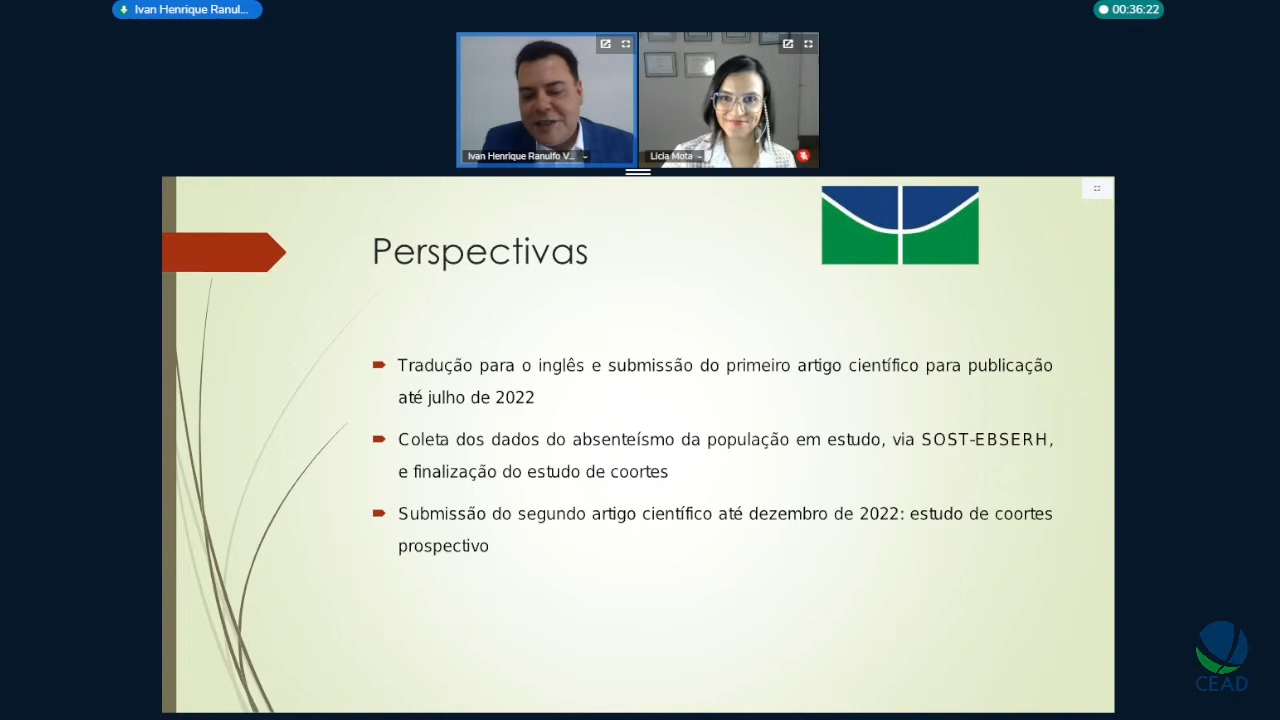 Ivan Henrique Ranul...
00:36:22
Ivan Henrique Ranulfo V...
Licia Mota
Perspectivas
Tradução para o inglês e submissão do primeiro artigo científico para publicação
até julho de 2022
Coleta dos dados do absenteísmo da população em estudo, via SOST-EBSERH,
e finalização do estudo de coortes
Submissão do segundo artigo científico até dezembro de 2022: estudo de coortes
prospectivo
CEAD